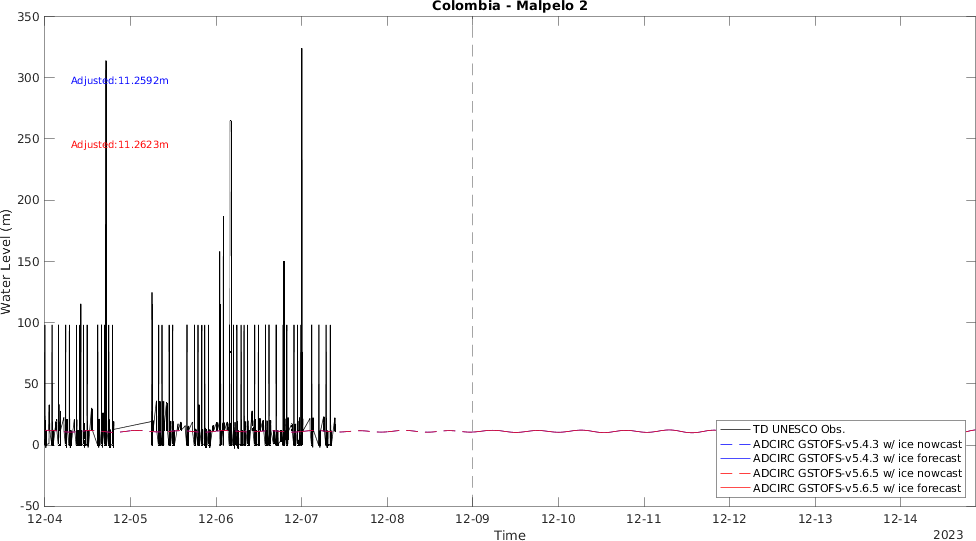 Colombia - Malpelo 2
350
300
250
200
150
100
50
0
-50
Water Level (m)
Adjusted:11.2592m
Adjusted:11.2623m
TD UNESCO Obs.
ADCIRC GSTOFS-v5.4.3 w/ ice nowcast
ADCIRC GSTOFS-v5.4.3 w/ ice forecast
ADCIRC GSTOFS-v5.6.5 w/ ice nowcast
ADCIRC GSTOFS-v5.6.5 w/ ice forecast
12-04 12-05 12-06 12-07 12-08 12-09 12-10 12-11 12-12 12-13 12-14
Time
2023